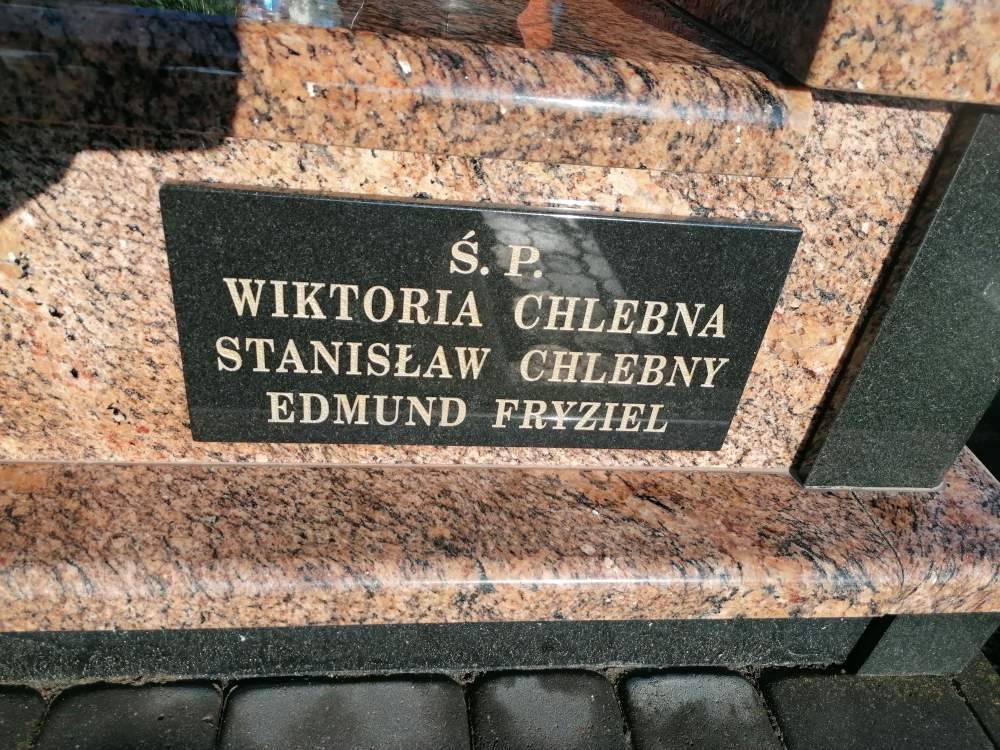 Ś. P.
WIKTORIA CHLEBNA
STANISŁAW CHLEBNY
EDMUND FRYZIEL